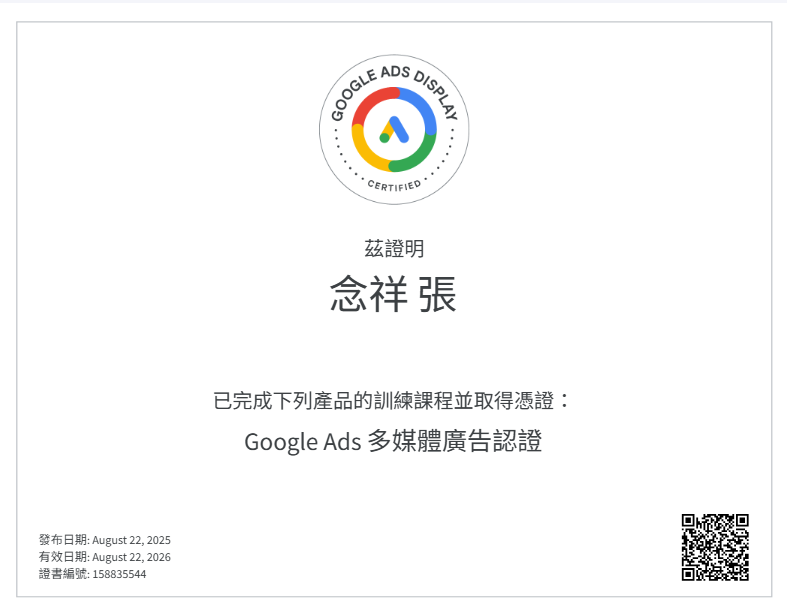 GOOGLE ADS DISPLAY
CERTIFIED
茲證明
念祥 張
已完成下列產品的訓練課程並取得憑證：
Google Ads 多媒體廣告認證
發布日期: August 22, 2025
有效日期: August 22, 2026
證書編號: 158835544